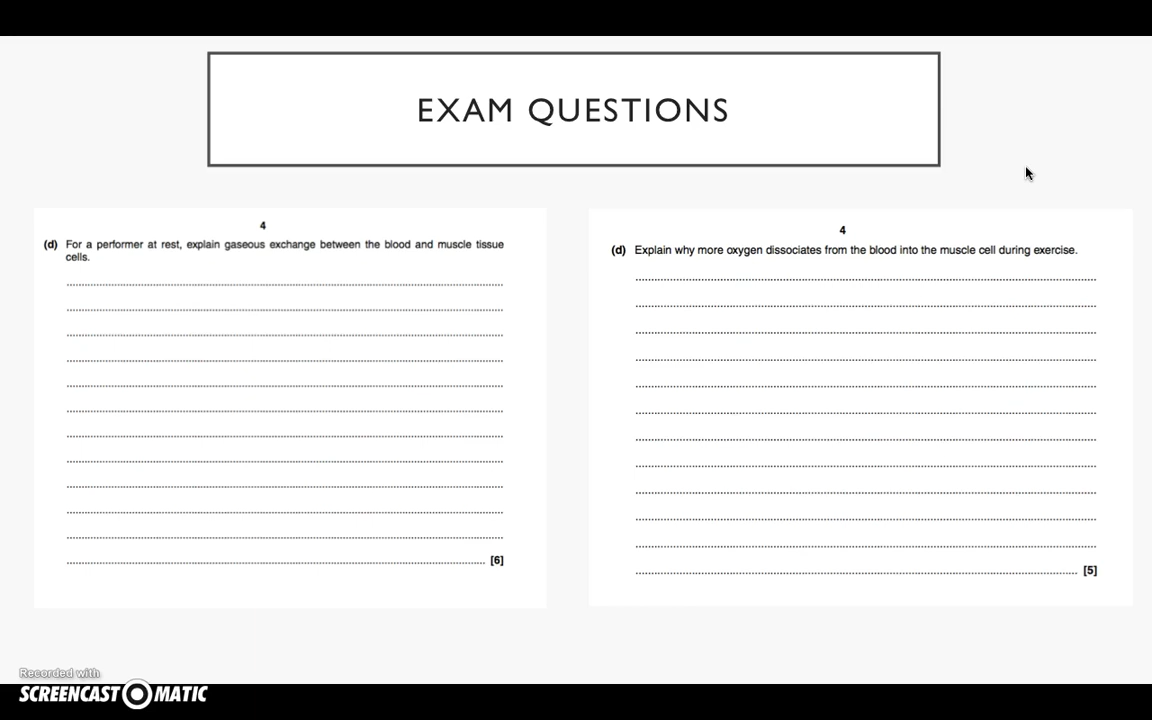 EXAM QUESTIONS
4
(d) For a performer at rest, explain gaseous exchange between the blood and muscle tissue
cells.
[6]
4
(d) Explain why more oxygen dissociates from the blood into the muscle cell during exercise.
[5]
Recorded with
SCREENCAST MATIC